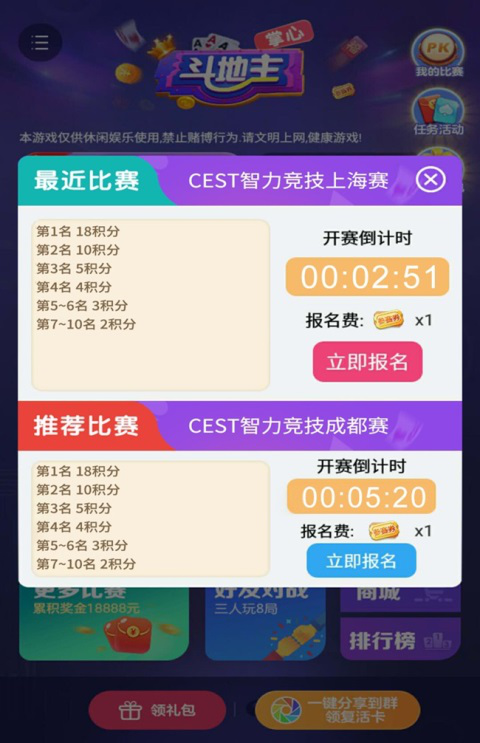 AAA
掌心
斗地主
PK
我的比赛
本游戏仅供休闲娱乐使用,禁止赌博行为.请文明上网,健康游戏!
任务活动
最近比赛
CEST智力竞技上海赛
第1名 18积分
第2名 10积分
第3名 5积分
第4名 4积分
第5~6名 3积分
第7~10名 2积分
开赛倒计时
00:02:51
报名费:
x1
立即报名
推荐比赛
CEST智力竞技成都赛
第1名 18积分
第2名 10积分
第3名 5积分
第4名 4积分
第5~6名 3积分
第7~10名 2积分
开赛倒计时
00:05:20
报名费:
x1
立即报名
更多比赛
累积奖金18888元
好友对战
三人玩8局
商城
排行榜
领礼包
一键分享到群
领复活卡